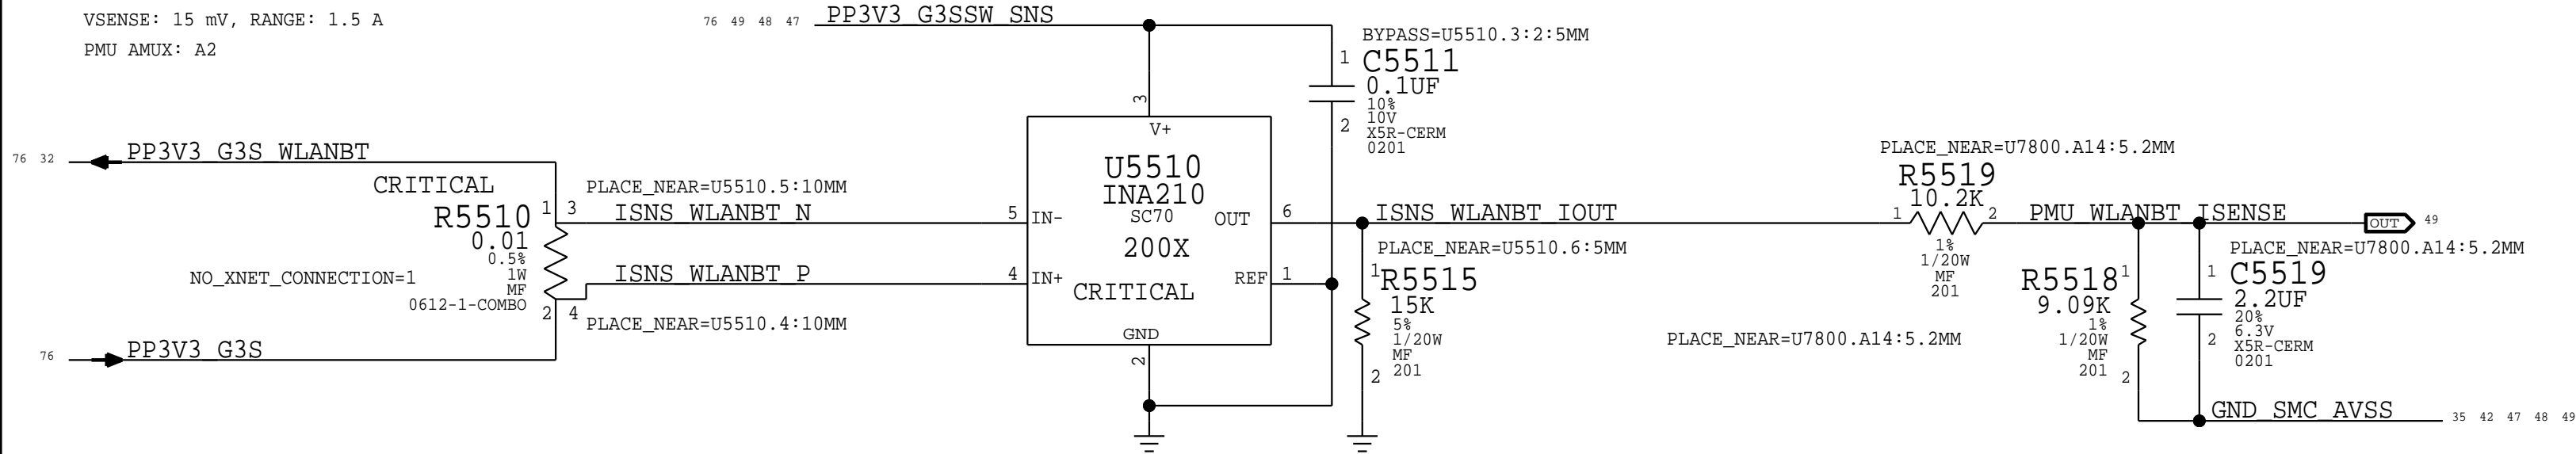 VSENSE: 15 mV, RANGE: 1.5 A
PMU AMUX: A2
76 49 48 47 PP3V3_G3SSW_SNS
BYPASS=U5510.3:2:5MM
1 C5511
0.1UF
10%
10V
2 X5R-CERM
0201
3
V+
U5510
INA210
SC70
200X
CRITICAL
5 IN-
4 IN+
OUT 6
REF 1
GND
2
76 32 PP3V3_G3S_WLANBT
CRITICAL
R5510 1 3
0.01
0.5%
1W
MF
0612-1-COMBO
2 4
NO_XNET_CONNECTION=1
PLACE_NEAR=U5510.5:10MM
ISNS_WLANBT_N
ISNS_WLANBT_P
PLACE_NEAR=U5510.4:10MM
76 PP3V3_G3S
ISNS_WLANBT_IOUT
PLACE_NEAR=U5510.6:5MM
1 R5515
15K
5%
1/20W
MF
2 201
PLACE_NEAR=U7800.A14:5.2MM
R5519
10.2K
1 2
1%
1/20W
MF
201
PMU_WLANBT_ISENSE
OUT 49
PLACE_NEAR=U7800.A14:5.2MM
R5518 1
9.09K
1%
1/20W
MF
201 2
PLACE_NEAR=U7800.A14:5.2MM
1 C5519
2.2UF
20%
6.3V
2 X5R-CERM
0201
GND_SMC_AVSS 35 42 47 48 49